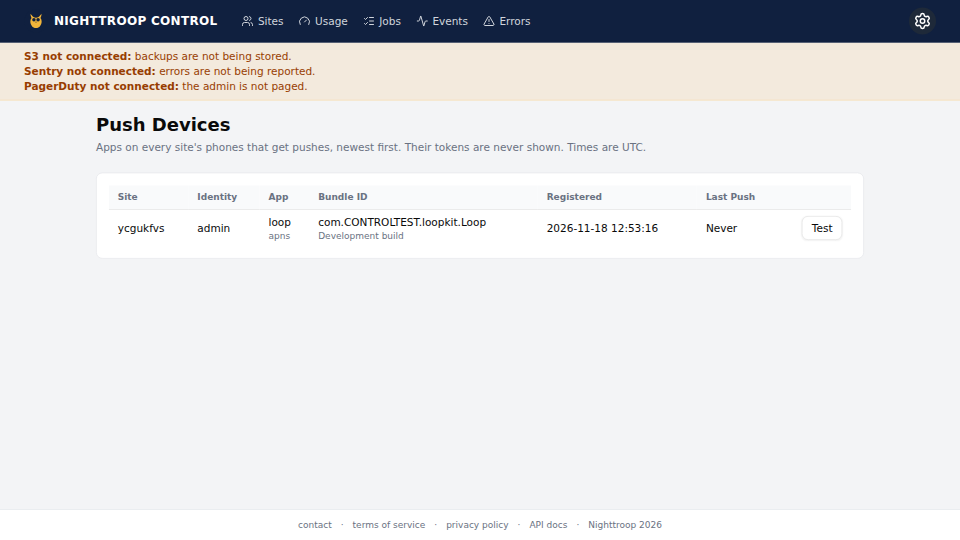 NIGHTTROOP CONTROL Sites Usage Jobs Events Errors
S3 not connected: backups are not being stored.
Sentry not connected: errors are not being reported.
PagerDuty not connected: the admin is not paged.
Push Devices
Apps on every site's phones that get pushes, newest first. Their tokens are never shown. Times are UTC.
Site Identity App Bundle ID Registered Last Push
ycgukfvs admin loop com.CONTROLTEST.loopkit.Loop 2026-11-18 12:53:16 Never Test
apns Development build
contact · terms of service · privacy policy · API docs · Nighttroop 2026